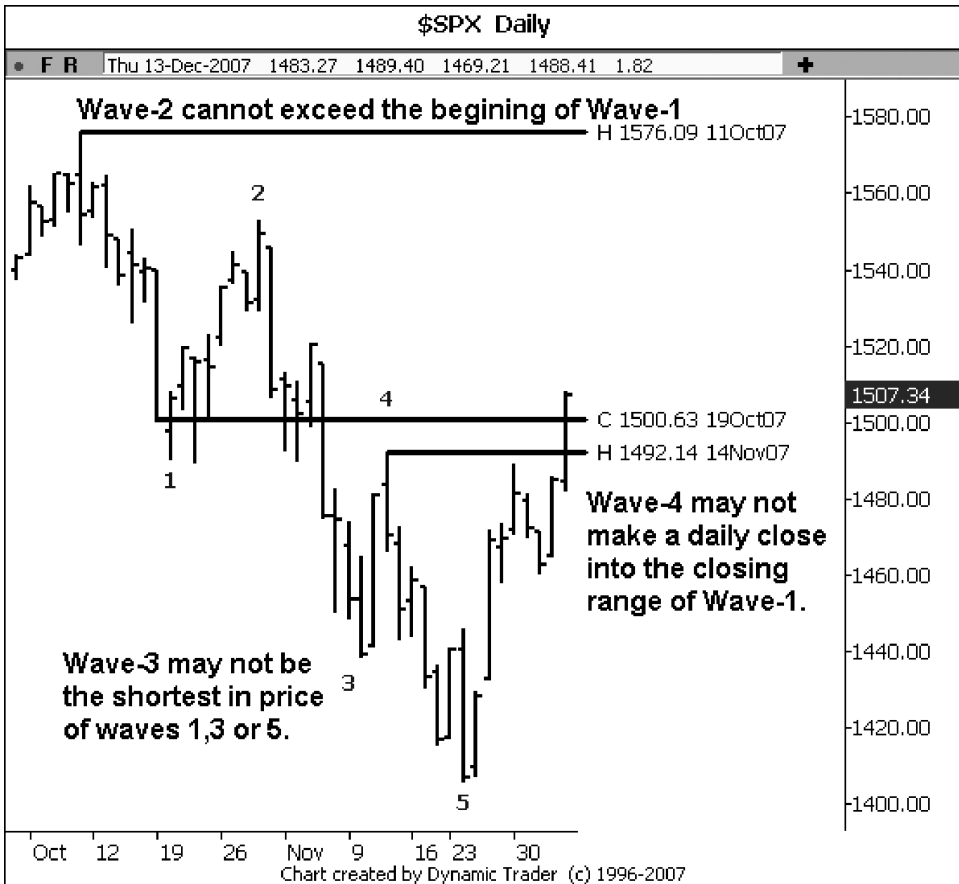 $SPX Daily
F R Thu 13-Dec-2007 1483.27 1489.40 1469.21 1488.41 1.82
Wave-2 cannot exceed the begining of Wave-1
H 1576.09 11Oct07
1580.00
2
1560.00
1540.00
1520.00
4
1507.34
C 1500.63 19Oct07
1500.00
H 1492.14 14Nov07
1
1480.00
Wave-4 may not
make a daily close
into the closing
range of Wave-1.
1460.00
Wave-3 may not be
the shortest in price
of waves 1,3 or 5.
3
1440.00
1420.00
5
1400.00
Oct 12 19 26 Nov 9 16 23 30
Chart created by Dynamic Trader (c) 1996-2007